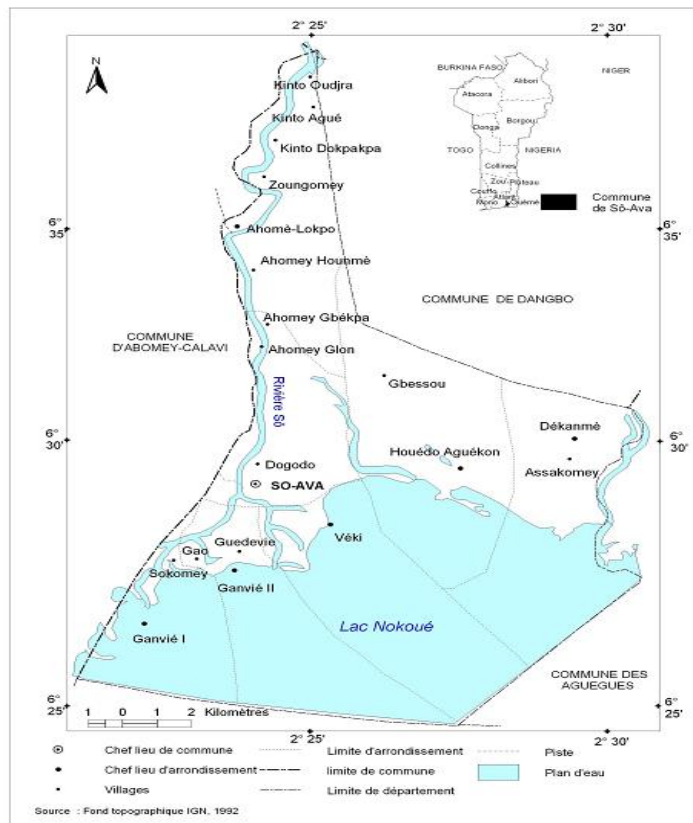 2° 25' 2° 30'
N
BURKINA FASO NIGER
Alibori
Atacora
Borgou
Donga
TOGO NIGERIA
Collines
Zou Plateau
Couffo
Mono Ouémé
Commune
de Sô-Ava
Kinto Oudjra
Kinto Aguê
Kinto Dokpakpa
Zoungomey
6° 35' 6° 35'
Ahomè-Lokpo
Ahomey Hounmè
COMMUNE DE DANGBO
Ahomey Gbékpa
COMMUNE
D'ABOMEY-CALAVI
Ahomey Glon
Rivière Sô
Gbessou
Dékanmê
6° 30' 6° 30'
Houédo Aguékon
Assakomey
Dogodo
SO-AVA
Vêki
Guedevie
Gao
Sokomey
Ganvié II
Ganvié I
Lac Nokoué
COMMUNE DES
AGUEGUES
6° 25' 6° 25'
1 0 1 2 Kilomètres
2° 25' 2° 30'
Chef lieu de commune Limite d'arrondissement Piste
Chef lieu d'arrondissement limite de commune Plan d'eau
Villages Limite de département
Source : Fond topographique IGN, 1992